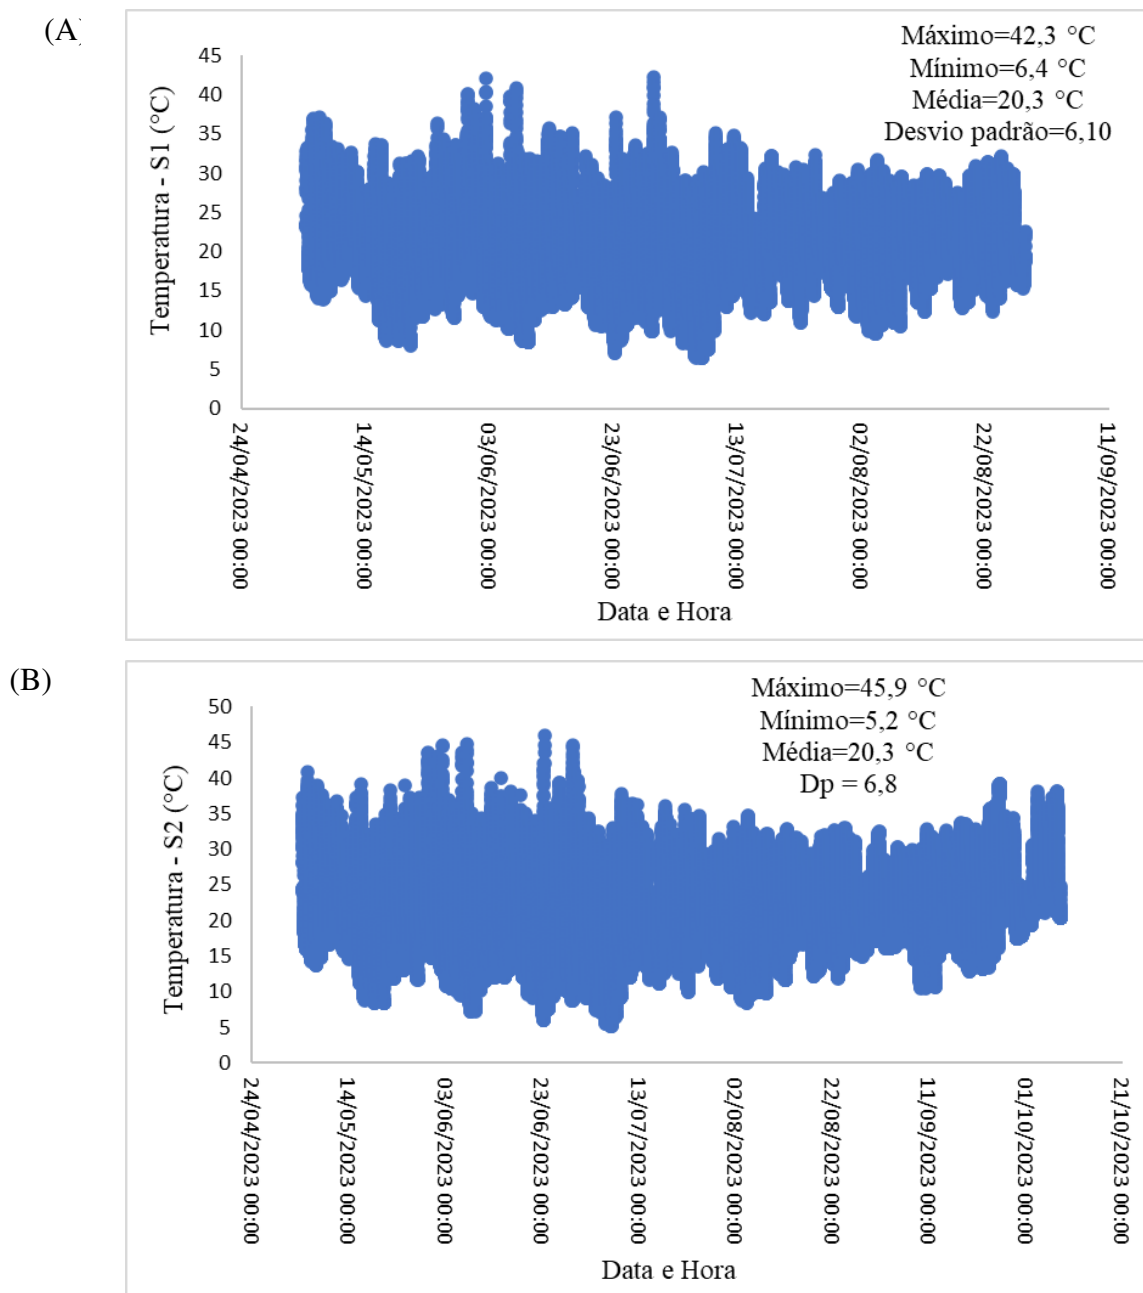 (A)
Máximo=42,3 °C
Mínimo=6,4 °C
Média=20,3 °C
Desvio padrão=6,10
Temperatura - S1 (°C)
45
40
35
30
25
20
15
10
5
0
24/04/2023 00:00
14/05/2023 00:00
03/06/2023 00:00
23/06/2023 00:00
13/07/2023 00:00
02/08/2023 00:00
22/08/2023 00:00
11/09/2023 00:00
Data e Hora
(B)
Máximo=45,9 °C
Mínimo=5,2 °C
Média=20,3 °C
Dp = 6,8
Temperatura - S2 (°C)
50
45
40
35
30
25
20
15
10
5
0
24/04/2023 00:00
14/05/2023 00:00
03/06/2023 00:00
23/06/2023 00:00
13/07/2023 00:00
02/08/2023 00:00
22/08/2023 00:00
11/09/2023 00:00
01/10/2023 00:00
21/10/2023 00:00
Data e Hora